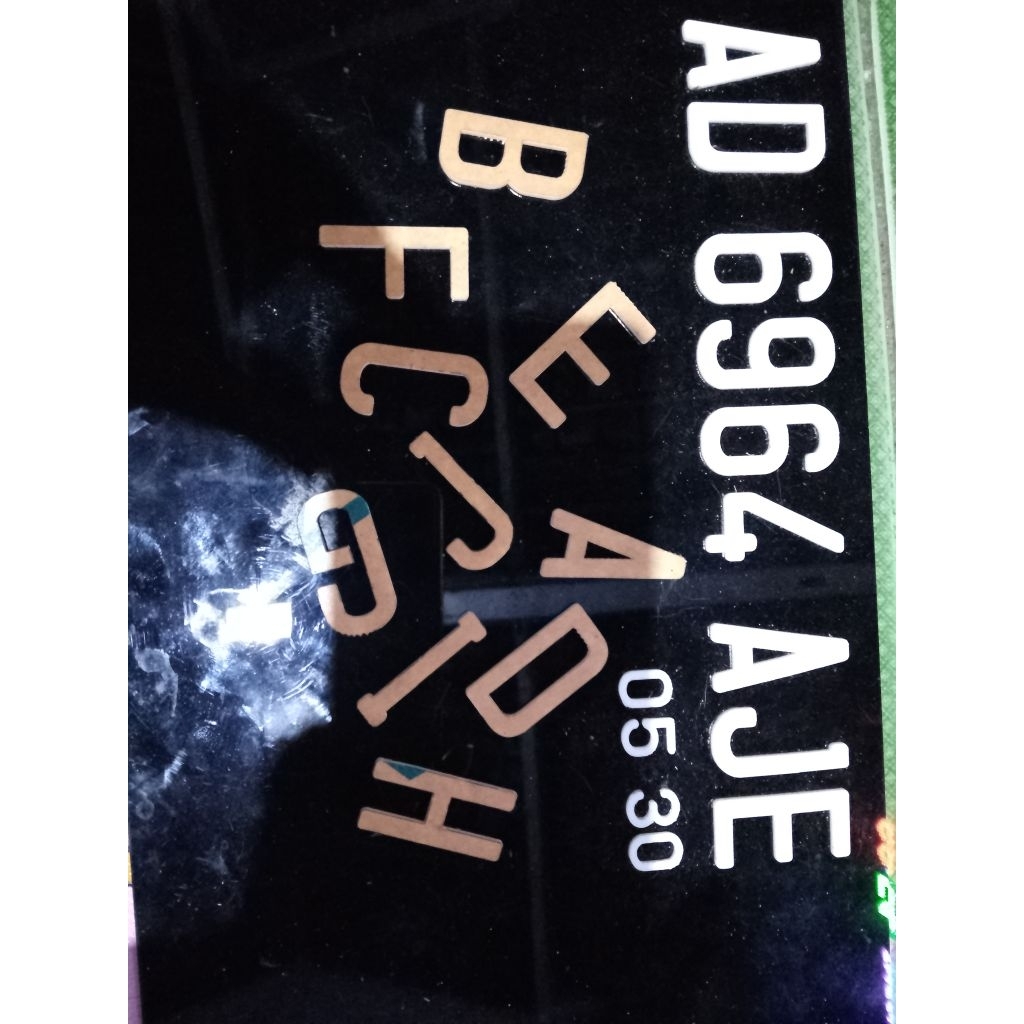 AD 6964 AJE
05 30
B E A D
F C J I H
G